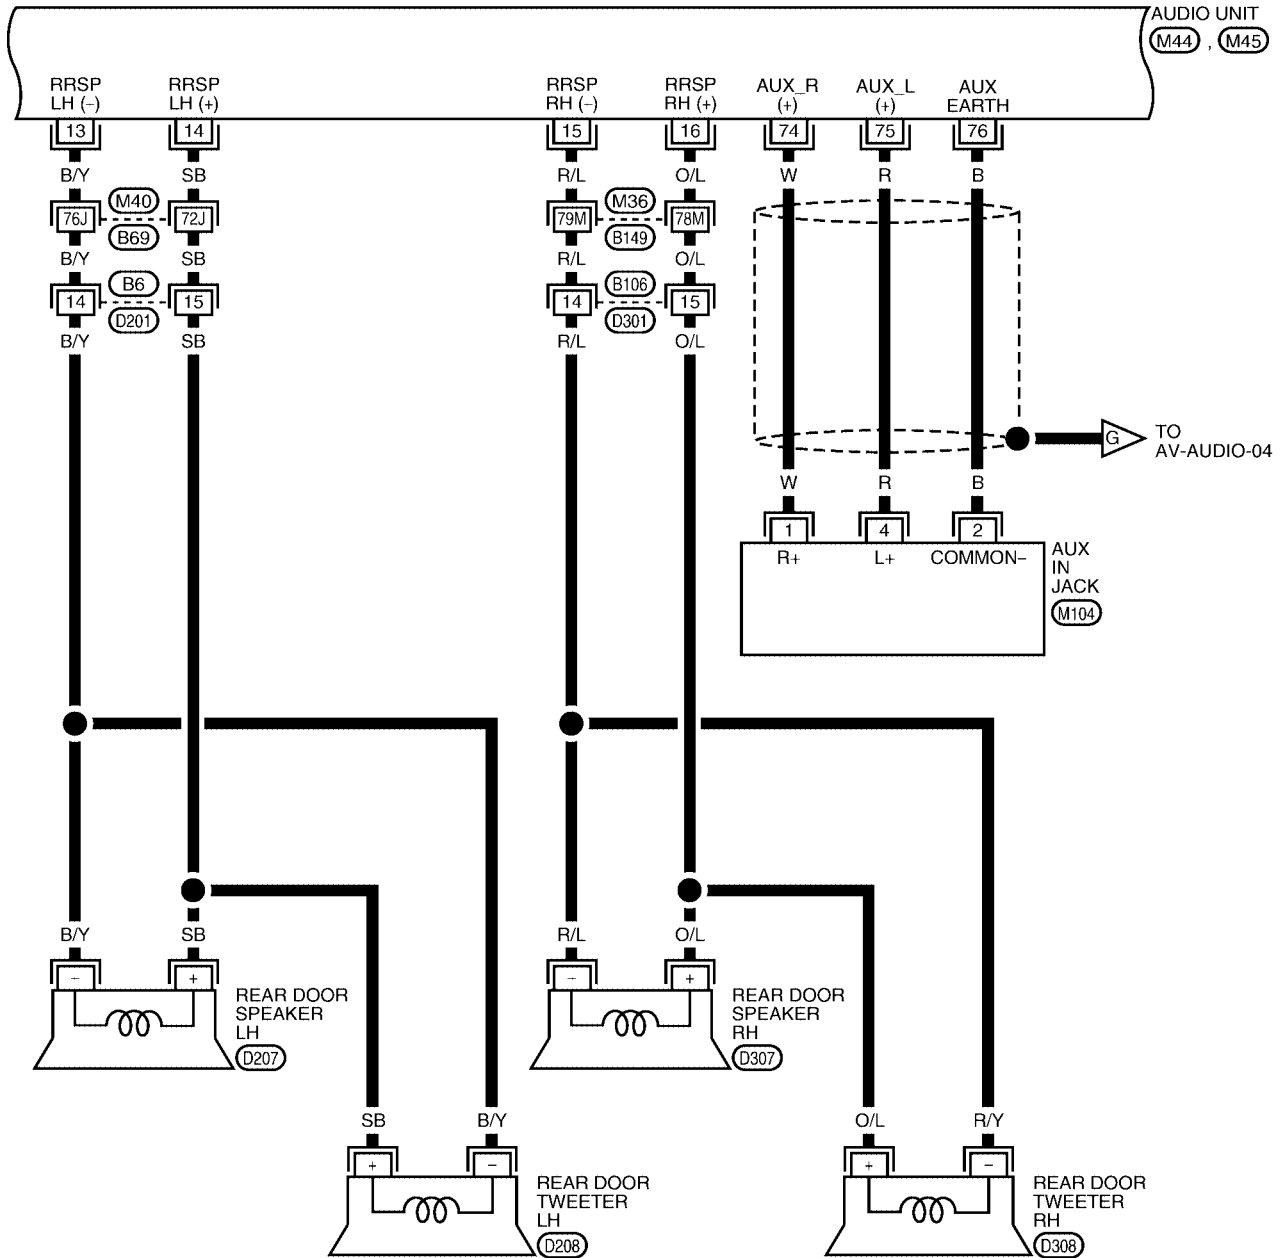 AUDIO UNIT
M44 , M45
RRSP LH (–)
RRSP LH (+)
RRSP RH (–)
RRSP RH (+)
AUX_R (+)
AUX_L (+)
AUX EARTH
13 14 15 16 74 75 76
B/Y SB R/L O/L W R B
M40 M36
76J 72J 79M 78M
B69 B149
B/Y SB R/L O/L
B6 B106
14 15 14 15
D201 D301
B/Y SB R/L O/L
G
TO
AV-AUDIO-04
W R B
1 4 2
R+ L+ COMMON–
AUX
IN
JACK
M104
B/Y SB R/L O/L
– + – +
REAR DOOR
SPEAKER
LH
D207
REAR DOOR
SPEAKER
RH
D307
SB B/Y O/L R/Y
+ – + –
REAR DOOR
TWEETER
LH
D208
REAR DOOR
TWEETER
RH
D308